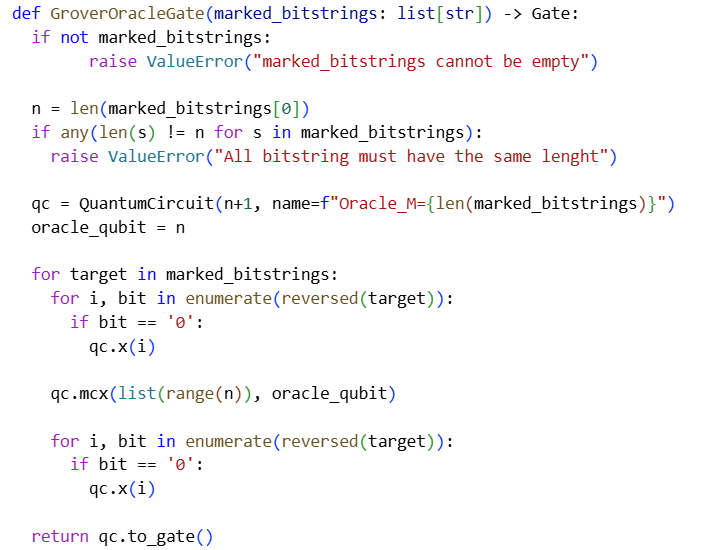 def GroverOracleGate(marked_bitstrings: list[str]) -> Gate:
  if not marked_bitstrings:
        raise ValueError("marked_bitstrings cannot be empty")

  n = len(marked_bitstrings[0])
  if any(len(s) != n for s in marked_bitstrings):
    raise ValueError("All bitstring must have the same lenght")

  qc = QuantumCircuit(n+1, name=f"Oracle_M={len(marked_bitstrings)}")
  oracle_qubit = n

  for target in marked_bitstrings:
    for i, bit in enumerate(reversed(target)):
      if bit == '0':
        qc.x(i)

    qc.mcx(list(range(n)), oracle_qubit)

    for i, bit in enumerate(reversed(target)):
      if bit == '0':
        qc.x(i)

  return qc.to_gate()